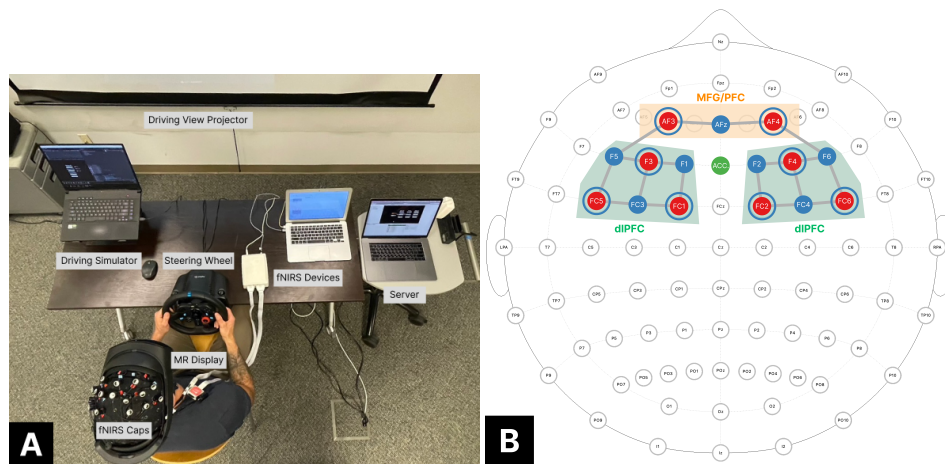 Driving View Projector
Driving Simulator
Steering Wheel
fNIRS Devices
Server
MR Display
fNIRS Caps
A
Nz
AF9
AF10
Fp1
Fpz
Fp2
MFG/PFC
AF7
AF8
F9
AF3
AFz
AF4
F10
F7
F5
F3
F1
ACC
F2
F4
F6
F8
FT9
FT10
FT7
FC5
FC3
FC1
FCz
FC2
FC4
FC6
FT8
dlPFC
dlPFC
LPA
T7
C5
C3
C1
Cz
C2
C4
C6
T8
RPA
TP7
CP5
CP3
CP1
CPz
CP2
CP4
CP6
TP8
TP9
TP10
P7
P5
P3
P1
Pz
P2
P4
P6
P8
P9
P10
PO7
PO5
PO3
PO1
POz
PO2
PO4
PO6
PO8
O1
Oz
O2
PO9
PO10
I1
Iz
I2
B